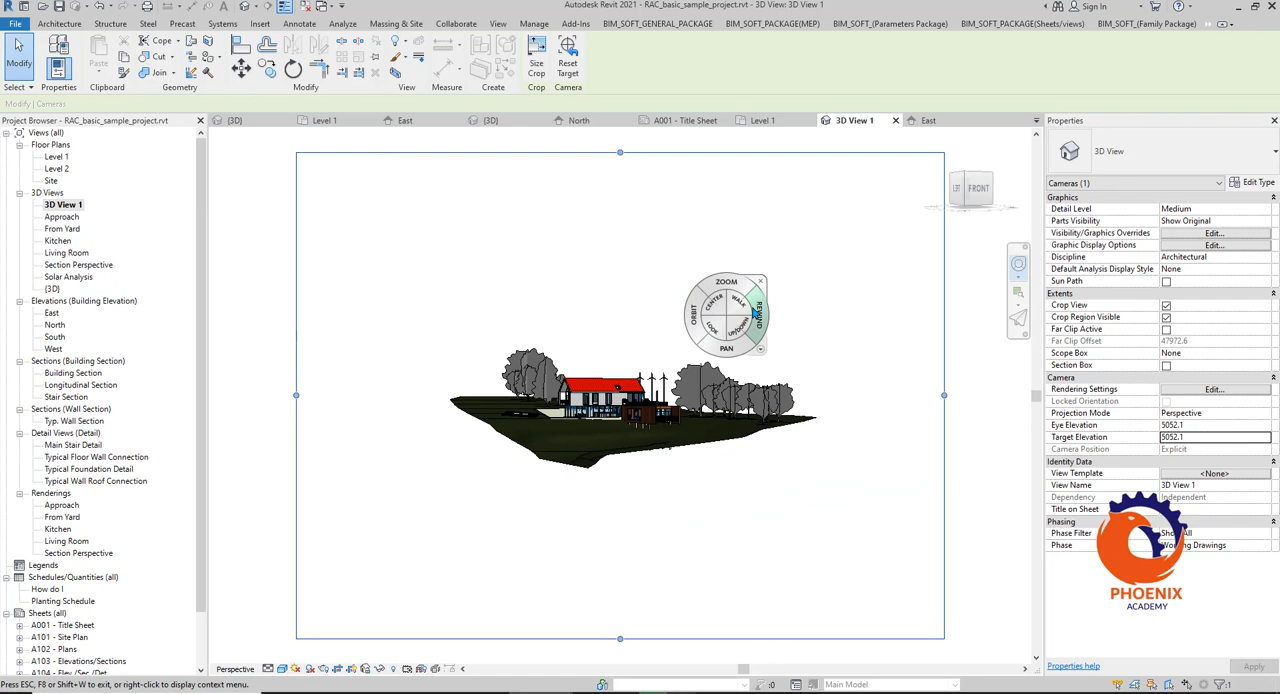 Autodesk Revit 2021 - RAC_basic_sample_project.rvt - 3D View: 3D View 1
Sign In
File Architecture Structure Steel Precast Systems Insert Annotate Analyze Massing & Site Collaborate View Manage Add-Ins BIM_SOFT_GENERAL_PACKAGE BIM_SOFT_PACKAGE(MEP) BIM_SOFT_(Parameters Package) BIM_SOFT_PACKAGE(Sheets/views) BIM_SOFT_(Family Package) Modify
Modify Paste Cope Cut Join Size Crop Reset Target
Select Properties Clipboard Geometry Modify View Measure Create Crop Camera
Modify | Cameras
Project Browser - RAC_basic_sample_project.rvt
{3D} Level 1 East {3D} North A001 - Title Sheet Level 1 3D View 1 East
Views (all)
Floor Plans
Level 1
Level 2
Site
3D Views
3D View 1
Approach
From Yard
Kitchen
Living Room
Section Perspective
Solar Analysis
{3D}
Elevations (Building Elevation)
East
North
South
West
Sections (Building Section)
Building Section
Longitudinal Section
Stair Section
Sections (Wall Section)
Typ. Wall Section
Detail Views (Detail)
Main Stair Detail
Typical Floor Wall Connection
Typical Foundation Detail
Typical Wall Roof Connection
Renderings
Approach
From Yard
Kitchen
Living Room
Section Perspective
Legends
Schedules/Quantities (all)
How do I
Planting Schedule
Sheets (all)
A001 - Title Sheet
A101 - Site Plan
A102 - Plans
A103 - Elevations/Sections
A104 - Elev./Sec./Det.
FRONT
ZOOM
CENTER WALK
ORBIT REWIND
LOOK UP/DOWN
PAN
Perspective
Properties
3D View
Cameras (1) Edit Type
Graphics
Detail Level Medium
Parts Visibility Show Original
Visibility/Graphics Overrides Edit...
Graphic Display Options Edit...
Discipline Architectural
Default Analysis Display Style None
Sun Path
Extents
Crop View
Crop Region Visible
Far Clip Active
Far Clip Offset 47972.6
Scope Box None
Section Box
Camera
Rendering Settings Edit...
Locked Orientation
Projection Mode Perspective
Eye Elevation 5052.1
Target Elevation 5052.1
Camera Position Explicit
Identity Data
View Template <None>
View Name 3D View 1
Dependency Independent
Title on Sheet
Phasing
Phase Filter
Phase Working Drawings
PHOENIX
ACADEMY
Properties help Apply
Press ESC, F8 or Shift+W to exit, or right-click to display context menu.
:0 Main Model :1